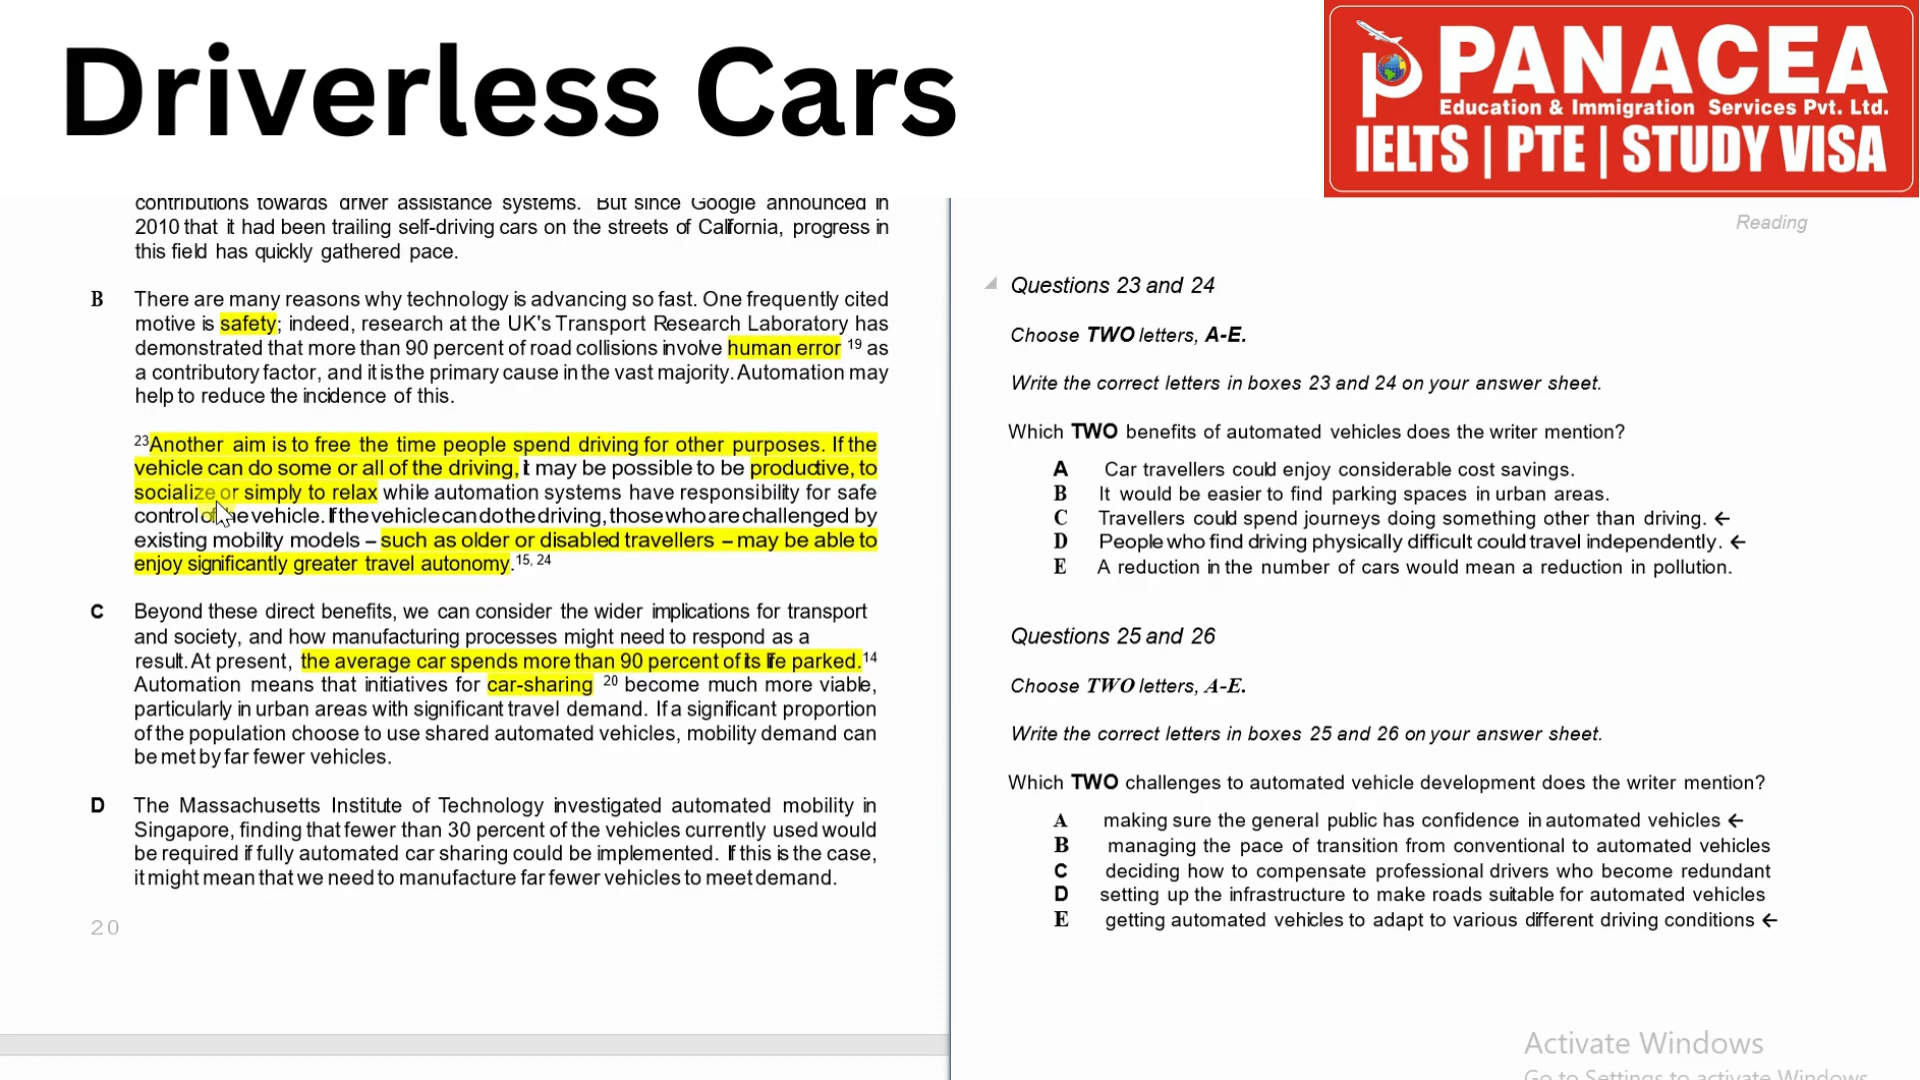 Driverless Cars
PANACEA
Education & Immigration Services Pvt. Ltd.
IELTS | PTE | STUDY VISA
contributions towards driver assistance systems. But since Google announced in
2010 that it had been trailing self-driving cars on the streets of California, progress in
this field has quickly gathered pace.
B There are many reasons why technology is advancing so fast. One frequently cited
motive is safety; indeed, research at the UK's Transport Research Laboratory has
demonstrated that more than 90 percent of road collisions involve human error 19 as
a contributory factor, and it is the primary cause in the vast majority. Automation may
help to reduce the incidence of this.
23Another aim is to free the time people spend driving for other purposes. If the
vehicle can do some or all of the driving, it may be possible to be productive, to
socialize or simply to relax while automation systems have responsibility for safe
control of the vehicle. If the vehicle can do the driving, those who are challenged by
existing mobility models – such as older or disabled travellers – may be able to
enjoy significantly greater travel autonomy.15, 24
C Beyond these direct benefits, we can consider the wider implications for transport
and society, and how manufacturing processes might need to respond as a
result. At present, the average car spends more than 90 percent of its life parked.14
Automation means that initiatives for car-sharing 20 become much more viable,
particularly in urban areas with significant travel demand. If a significant proportion
of the population choose to use shared automated vehicles, mobility demand can
be met by far fewer vehicles.
D The Massachusetts Institute of Technology investigated automated mobility in
Singapore, finding that fewer than 30 percent of the vehicles currently used would
be required if fully automated car sharing could be implemented. If this is the case,
it might mean that we need to manufacture far fewer vehicles to meet demand.
20
Reading
Questions 23 and 24
Choose TWO letters, A-E.
Write the correct letters in boxes 23 and 24 on your answer sheet.
Which TWO benefits of automated vehicles does the writer mention?
A Car travellers could enjoy considerable cost savings.
B It would be easier to find parking spaces in urban areas.
C Travellers could spend journeys doing something other than driving. ←
D People who find driving physically difficult could travel independently. ←
E A reduction in the number of cars would mean a reduction in pollution.
Questions 25 and 26
Choose TWO letters, A-E.
Write the correct letters in boxes 25 and 26 on your answer sheet.
Which TWO challenges to automated vehicle development does the writer mention?
A making sure the general public has confidence in automated vehicles ←
B managing the pace of transition from conventional to automated vehicles
C deciding how to compensate professional drivers who become redundant
D setting up the infrastructure to make roads suitable for automated vehicles
E getting automated vehicles to adapt to various different driving conditions ←
Activate Windows
Go to Settings to activate Windows